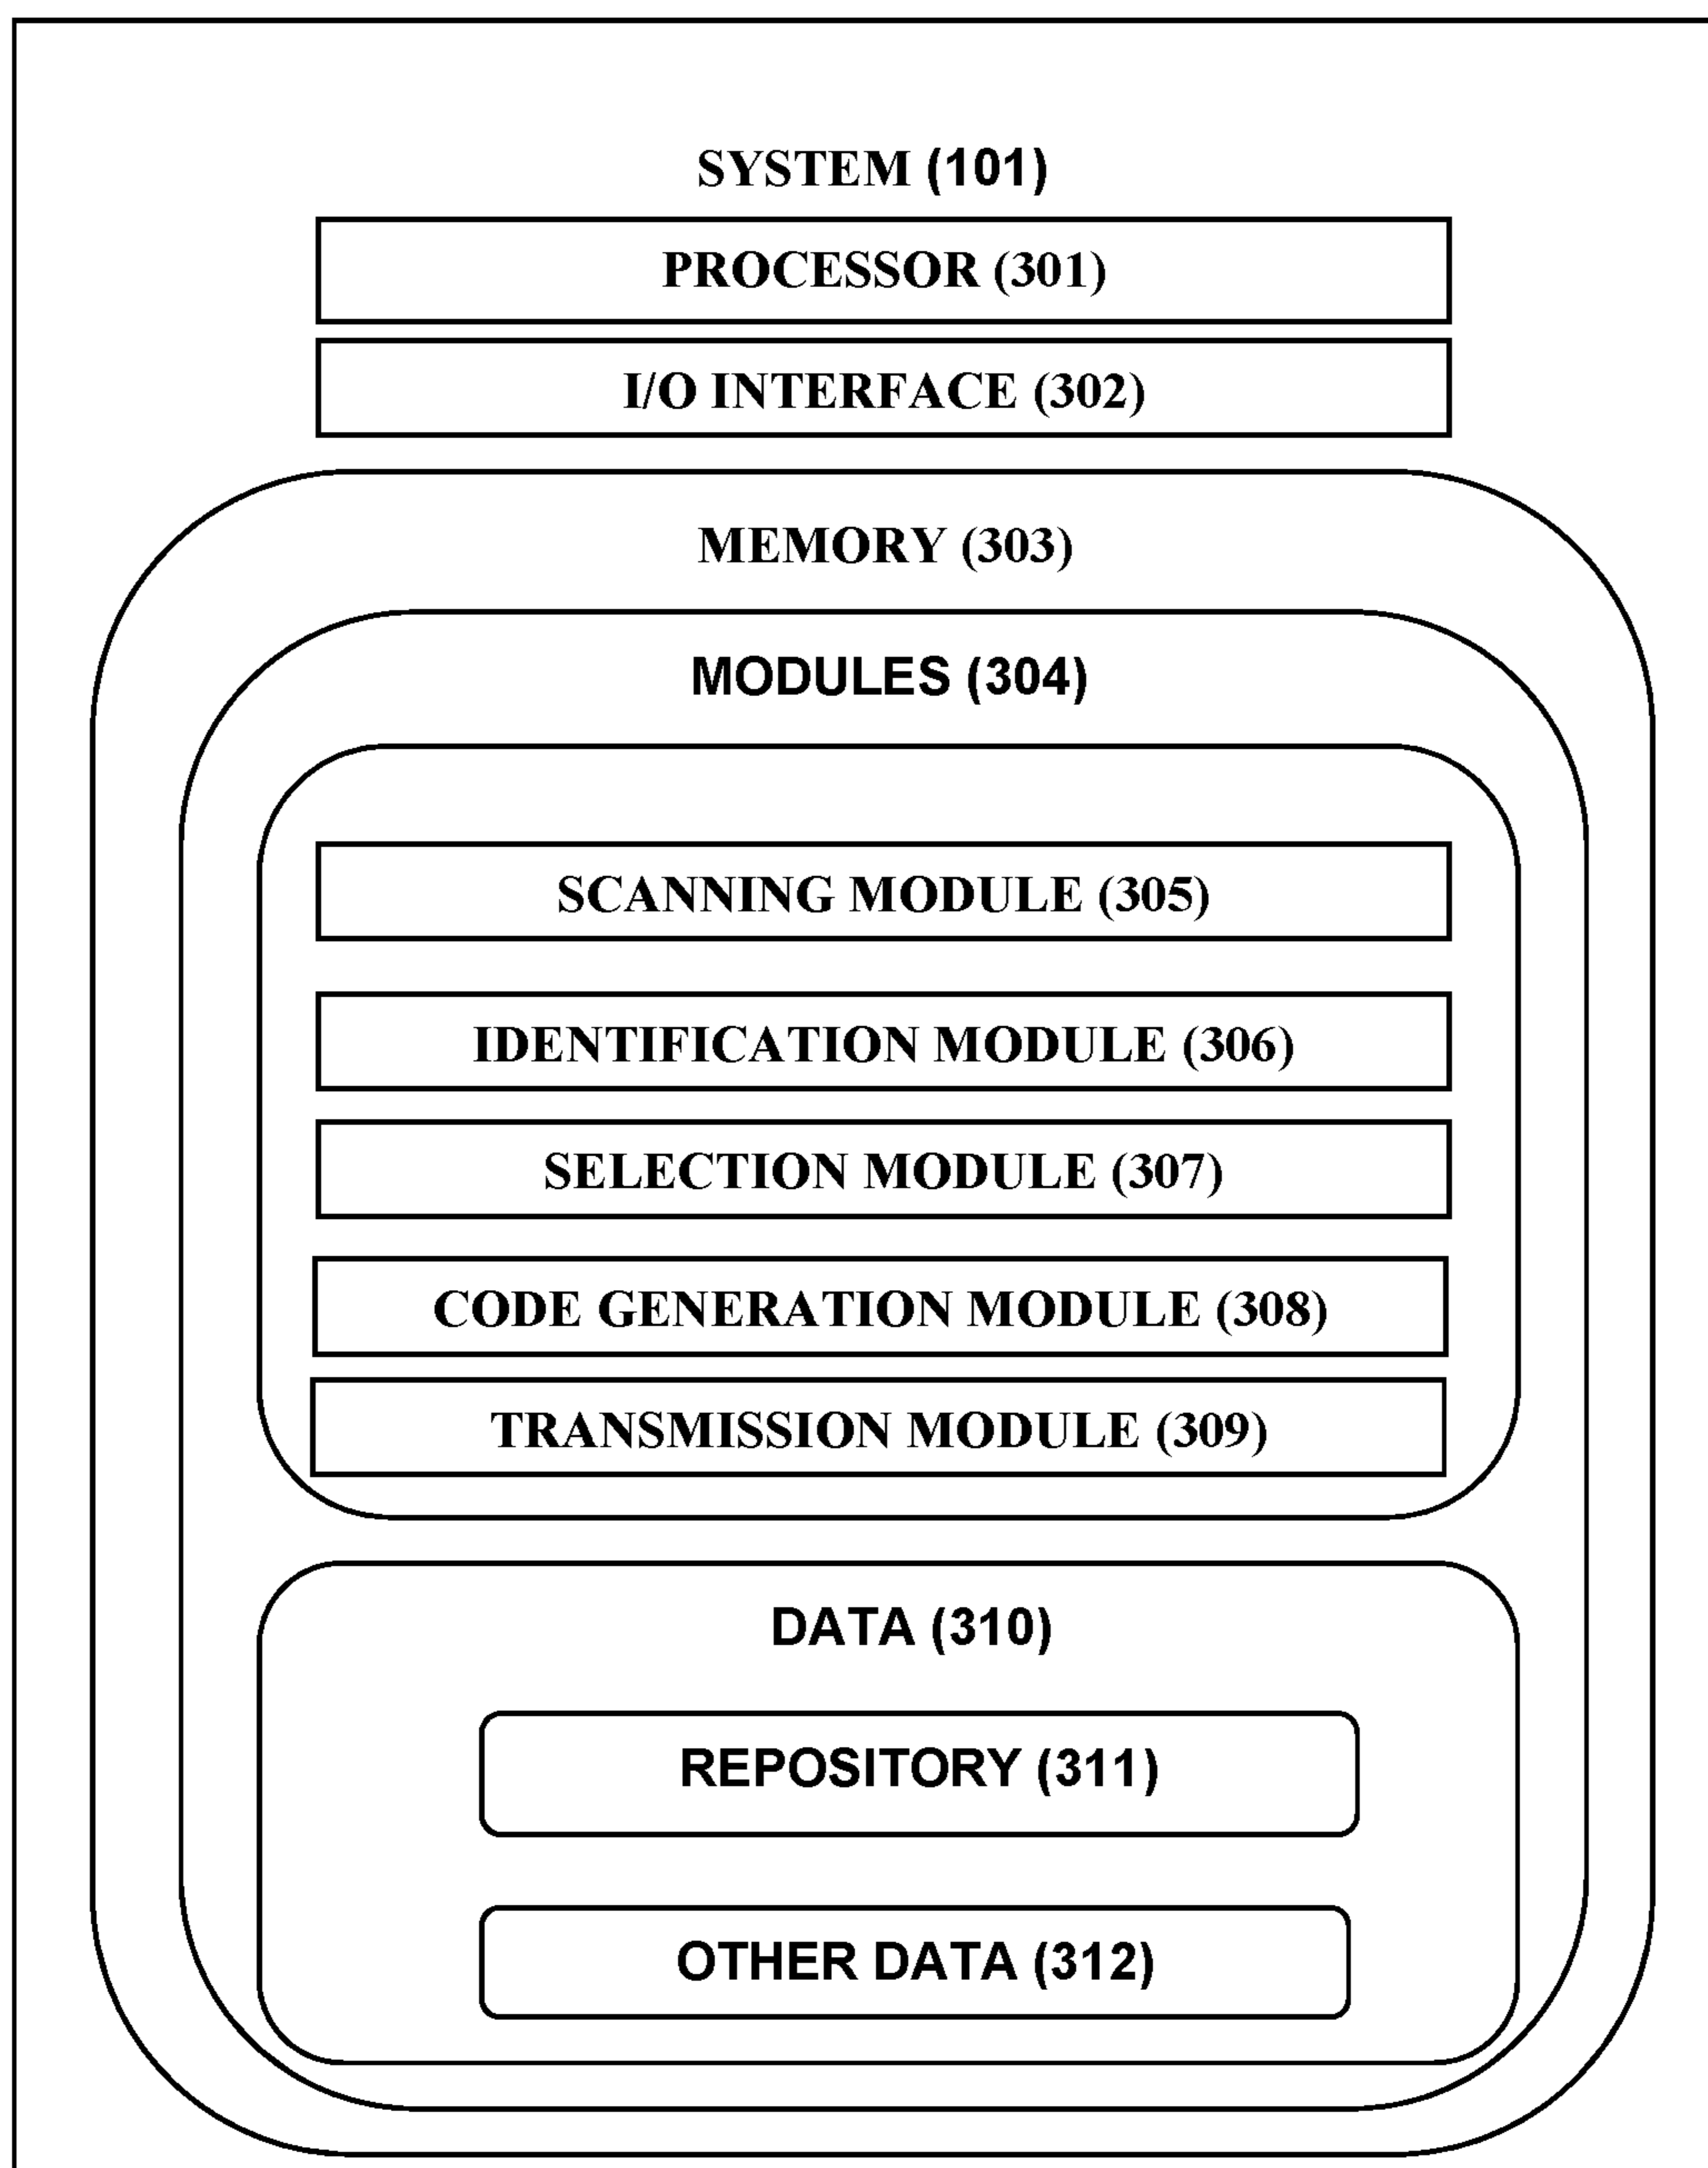 SYSTEM (101)
PROCESSOR (301)
I/O INTERFACE (302)
MEMORY (303)
MODULES (304)
SCANNING MODULE (305)
IDENTIFICATION MODULE (306)
SELECTION MODULE (307)
CODE GENERATION MODULE (308)
TRANSMISSION MODULE (309)
DATA (310)
REPOSITORY (311)
OTHER DATA (312)